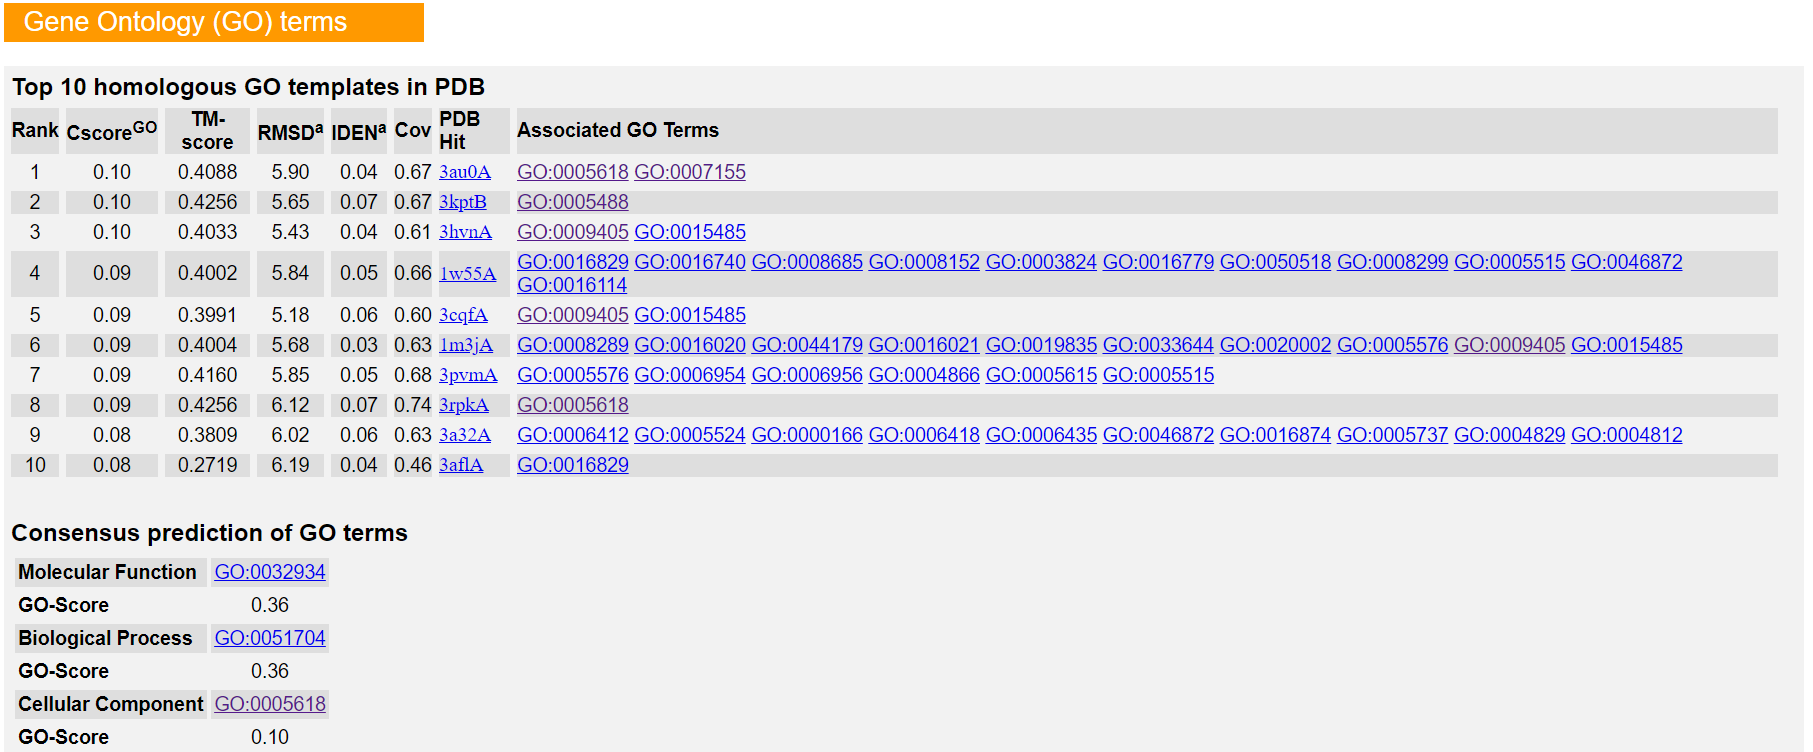 Gene Ontology (GO) terms
Top 10 homologous GO templates in PDB
Rank CscoreGO TM-score RMSDa IDENa Cov PDB Hit Associated GO Terms
1 0.10 0.4088 5.90 0.04 0.67 3au0A GO:0005618 GO:0007155
2 0.10 0.4256 5.65 0.07 0.67 3kptB GO:0005488
3 0.10 0.4033 5.43 0.04 0.61 3hvnA GO:0009405 GO:0015485
4 0.09 0.4002 5.84 0.05 0.66 1w55A GO:0016829 GO:0016740 GO:0008685 GO:0008152 GO:0003824 GO:0016779 GO:0050518 GO:0008299 GO:0005515 GO:0046872
GO:0016114
5 0.09 0.3991 5.18 0.06 0.60 3cqfA GO:0009405 GO:0015485
6 0.09 0.4004 5.68 0.03 0.63 1m3jA GO:0008289 GO:0016020 GO:0044179 GO:0016021 GO:0019835 GO:0033644 GO:0020002 GO:0005576 GO:0009405 GO:0015485
7 0.09 0.4160 5.85 0.05 0.68 3pvmA GO:0005576 GO:0006954 GO:0006956 GO:0004866 GO:0005615 GO:0005515
8 0.09 0.4256 6.12 0.07 0.74 3rpkA GO:0005618
9 0.08 0.3809 6.02 0.06 0.63 3a32A GO:0006412 GO:0005524 GO:0000166 GO:0006418 GO:0006435 GO:0046872 GO:0016874 GO:0005737 GO:0004829 GO:0004812
10 0.08 0.2719 6.19 0.04 0.46 3aflA GO:0016829
Consensus prediction of GO terms
Molecular Function GO:0032934
GO-Score 0.36
Biological Process GO:0051704
GO-Score 0.36
Cellular Component GO:0005618
GO-Score 0.10